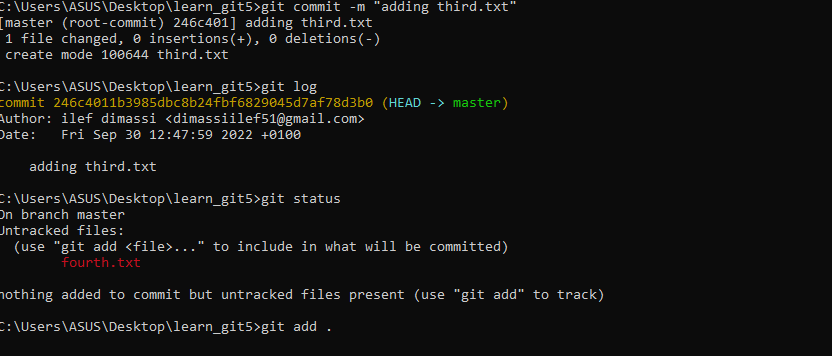 C:\Users\ASUS\Desktop\learn_git5>git commit -m "adding third.txt"
[master (root-commit) 246c401] adding third.txt
 1 file changed, 0 insertions(+), 0 deletions(-)
 create mode 100644 third.txt

C:\Users\ASUS\Desktop\learn_git5>git log
commit 246c4011b3985dbc8b24fbf6829045d7af78d3b0 (HEAD -> master)
Author: ilef dimassi <dimassiilef51@gmail.com>
Date:   Fri Sep 30 12:47:59 2022 +0100

    adding third.txt

C:\Users\ASUS\Desktop\learn_git5>git status
On branch master
Untracked files:
  (use "git add <file>..." to include in what will be committed)
        fourth.txt

nothing added to commit but untracked files present (use "git add" to track)

C:\Users\ASUS\Desktop\learn_git5>git add .